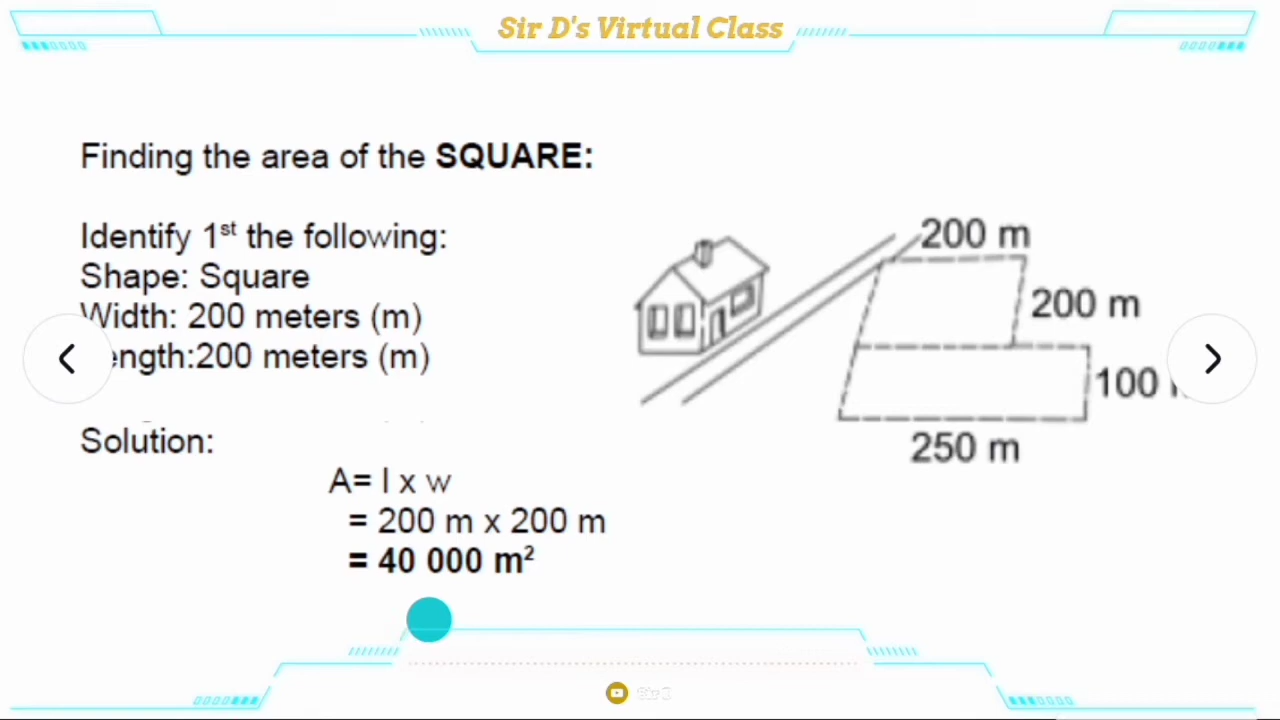 Sir D's Virtual Class
Finding the area of the SQUARE:
Identify 1st the following:
Shape: Square
Width: 200 meters (m)
ength:200 meters (m)
Solution:
A= l x w
= 200 m x 200 m
= 40 000 m²
200 m
200 m
100
250 m